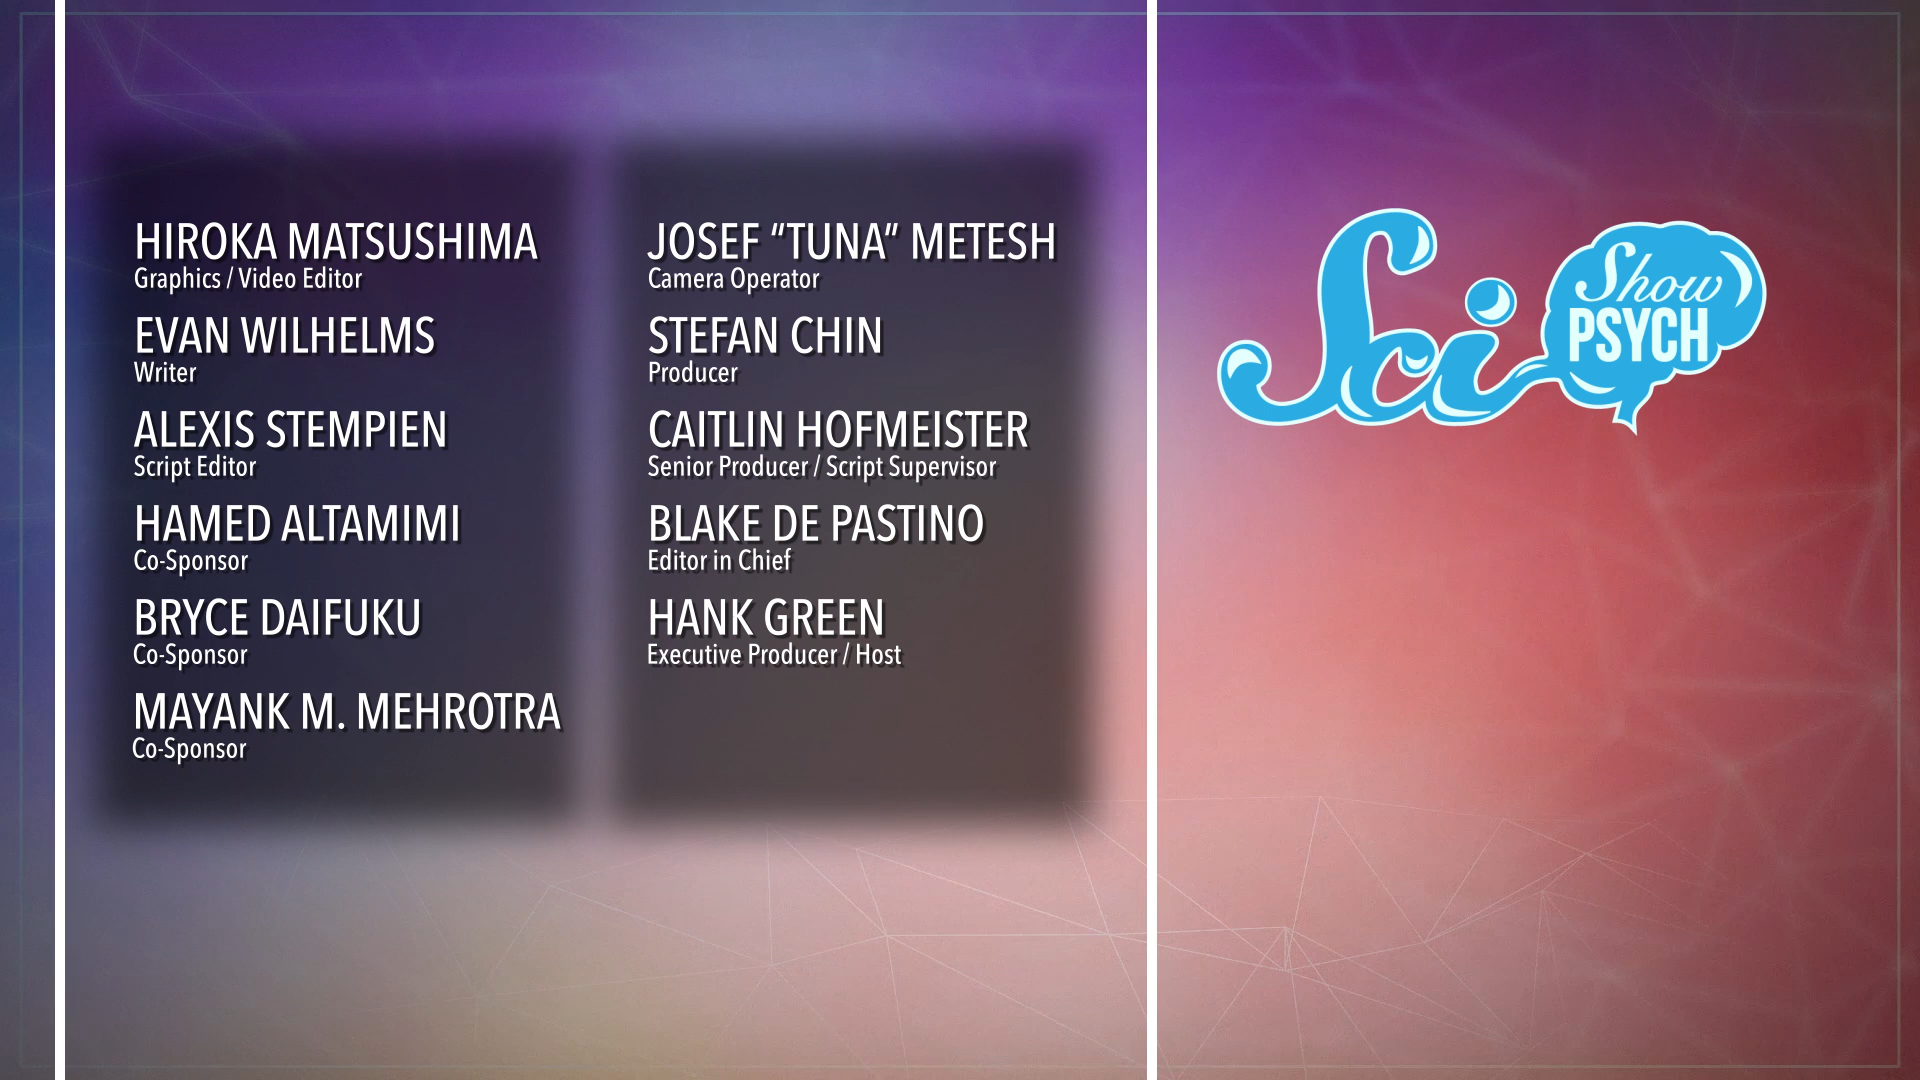 HIROKA MATSUSHIMA
Graphics / Video Editor
EVAN WILHELMS
Writer
ALEXIS STEMPIEN
Script Editor
HAMED ALTAMIMI
Co-Sponsor
BRYCE DAIFUKU
Co-Sponsor
MAYANK M. MEHROTRA
Co-Sponsor
JOSEF “TUNA” METESH
Camera Operator
STEFAN CHIN
Producer
CAITLIN HOFMEISTER
Senior Producer / Script Supervisor
BLAKE DE PASTINO
Editor in Chief
HANK GREEN
Executive Producer / Host
Sci
Show
PSYCH